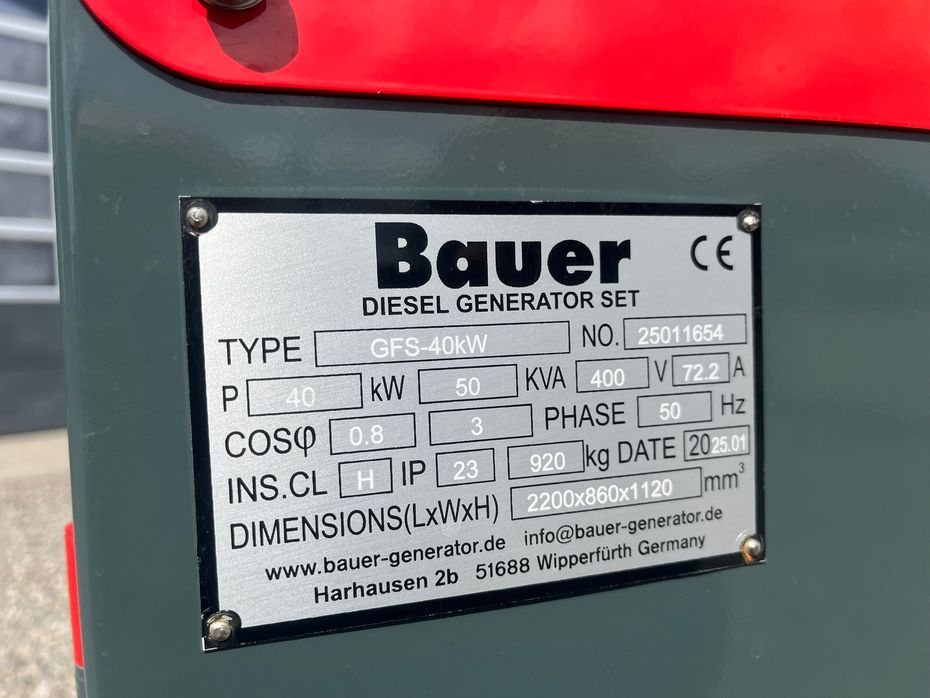 Bauer CE
DIESEL GENERATOR SET
TYPE GFS-40kW NO. 25011654
P 40 kW 50 KVA 400 V 72.2 A
COSφ 0.8 3 PHASE 50 Hz
INS.CL H IP 23 920 kg DATE 2025.01
DIMENSIONS(LxWxH) 2200x860x1120 mm³
www.bauer-generator.de info@bauer-generator.de
Harhausen 2b 51688 Wipperfürth Germany